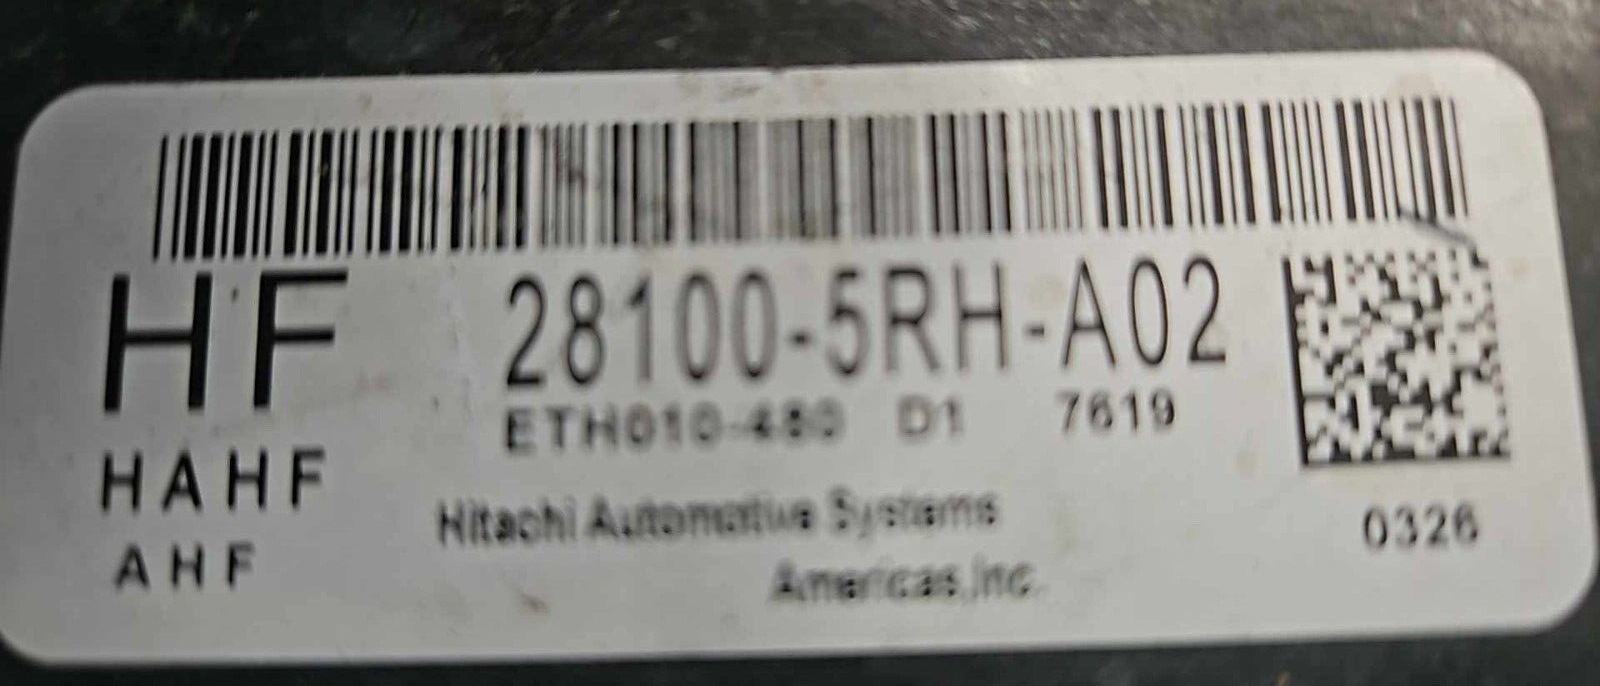 HF 28100-5RH-A02
ETH010-480 D1 7619
HAHF
Hitachi Automotive Systems
0326
AHF
Americas,Inc.